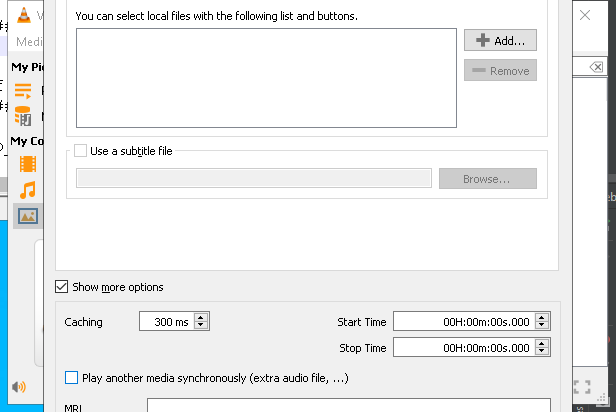 You can select local files with the following list and buttons.
Medi
Add...
My Pi
Remove
My Co
Use a subtitle file
Browse...
Show more options
Caching
300 ms
Start Time
00H:00m:00s.000
Stop Time
00H:00m:00s.000
Play another media synchronously (extra audio file, ...)
MRL